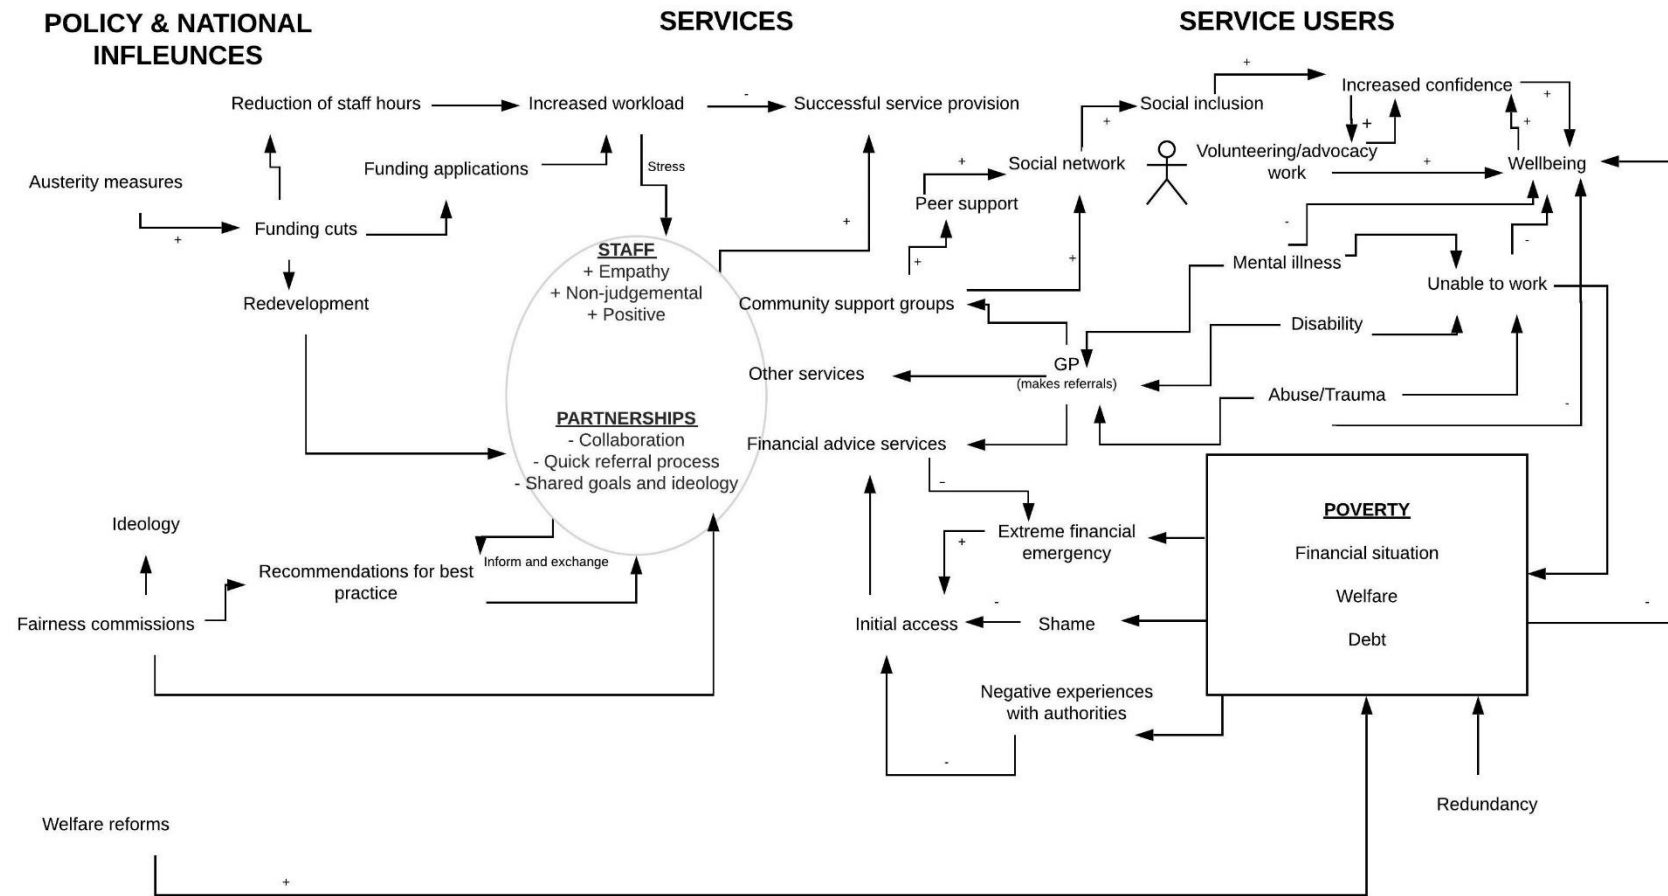 POLICY & NATIONAL
INFLEUNCES
SERVICES
SERVICE USERS
Reduction of staff hours
Increased workload
-
Successful service provision
Social inclusion
+
Increased confidence
+
+
+
+
Austerity measures
+
Funding applications
Stress
Social network
+
Volunteering/advocacy
work
+
Wellbeing
Funding cuts
Peer support
+
+
+
-
-
Redevelopment
STAFF
+ Empathy
+ Non-judgemental
+ Positive
Community support groups
Mental illness
Unable to work
Disability
Other services
GP
(makes referrals)
Abuse/Trauma
-
PARTNERSHIPS
- Collaboration
- Quick referral process
- Shared goals and ideology
Financial advice services
-
Ideology
Extreme financial
emergency
+
POVERTY
Financial situation
Welfare
Debt
-
Inform and exchange
Recommendations for best
practice
Fairness commissions
Initial access
-
Shame
Negative experiences
with authorities
-
Redundancy
Welfare reforms
+